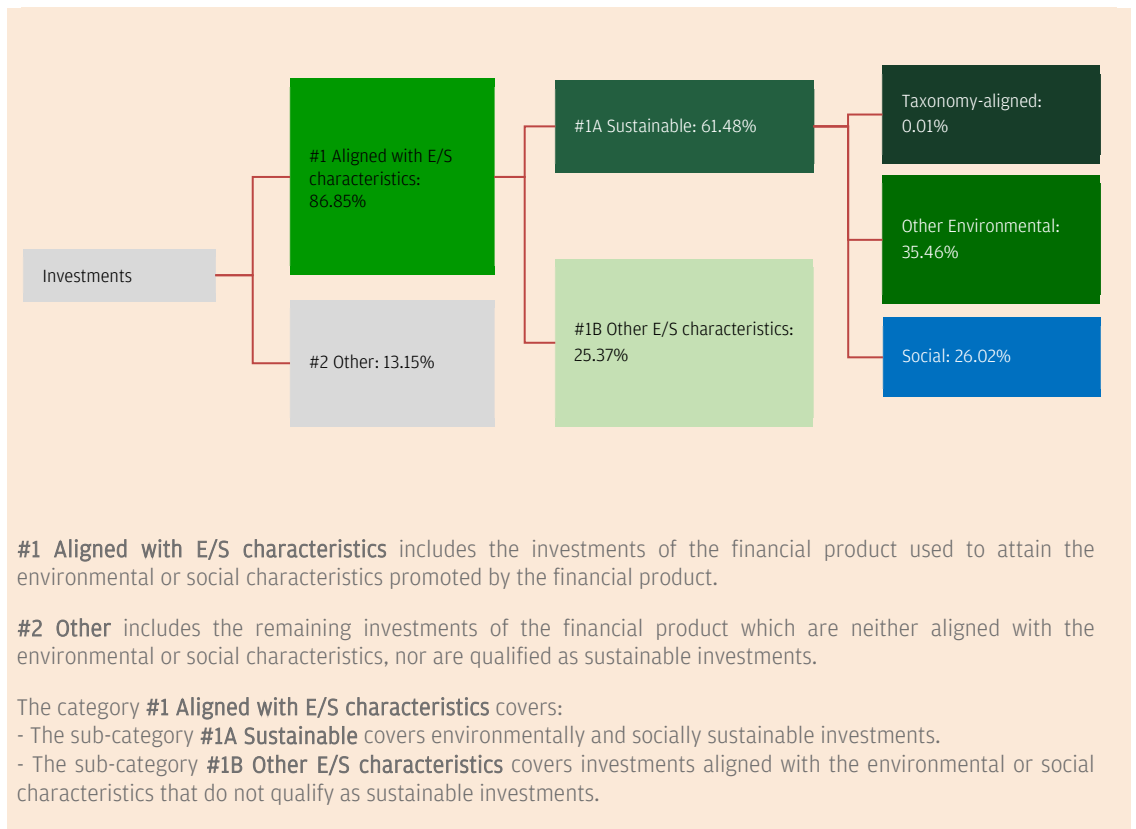 Investments
#1 Aligned with E/S
characteristics:
86.85%
#2 Other: 13.15%
#1A Sustainable: 61.48%
#1B Other E/S characteristics:
25.37%
Taxonomy-aligned:
0.01%
Other Environmental:
35.46%
Social: 26.02%
#1 Aligned with E/S characteristics includes the investments of the financial product used to attain the
environmental or social characteristics promoted by the financial product.
#2 Other includes the remaining investments of the financial product which are neither aligned with the
environmental or social characteristics, nor are qualified as sustainable investments.
The category #1 Aligned with E/S characteristics covers:
- The sub-category #1A Sustainable covers environmentally and socially sustainable investments.
- The sub-category #1B Other E/S characteristics covers investments aligned with the environmental or social
characteristics that do not qualify as sustainable investments.